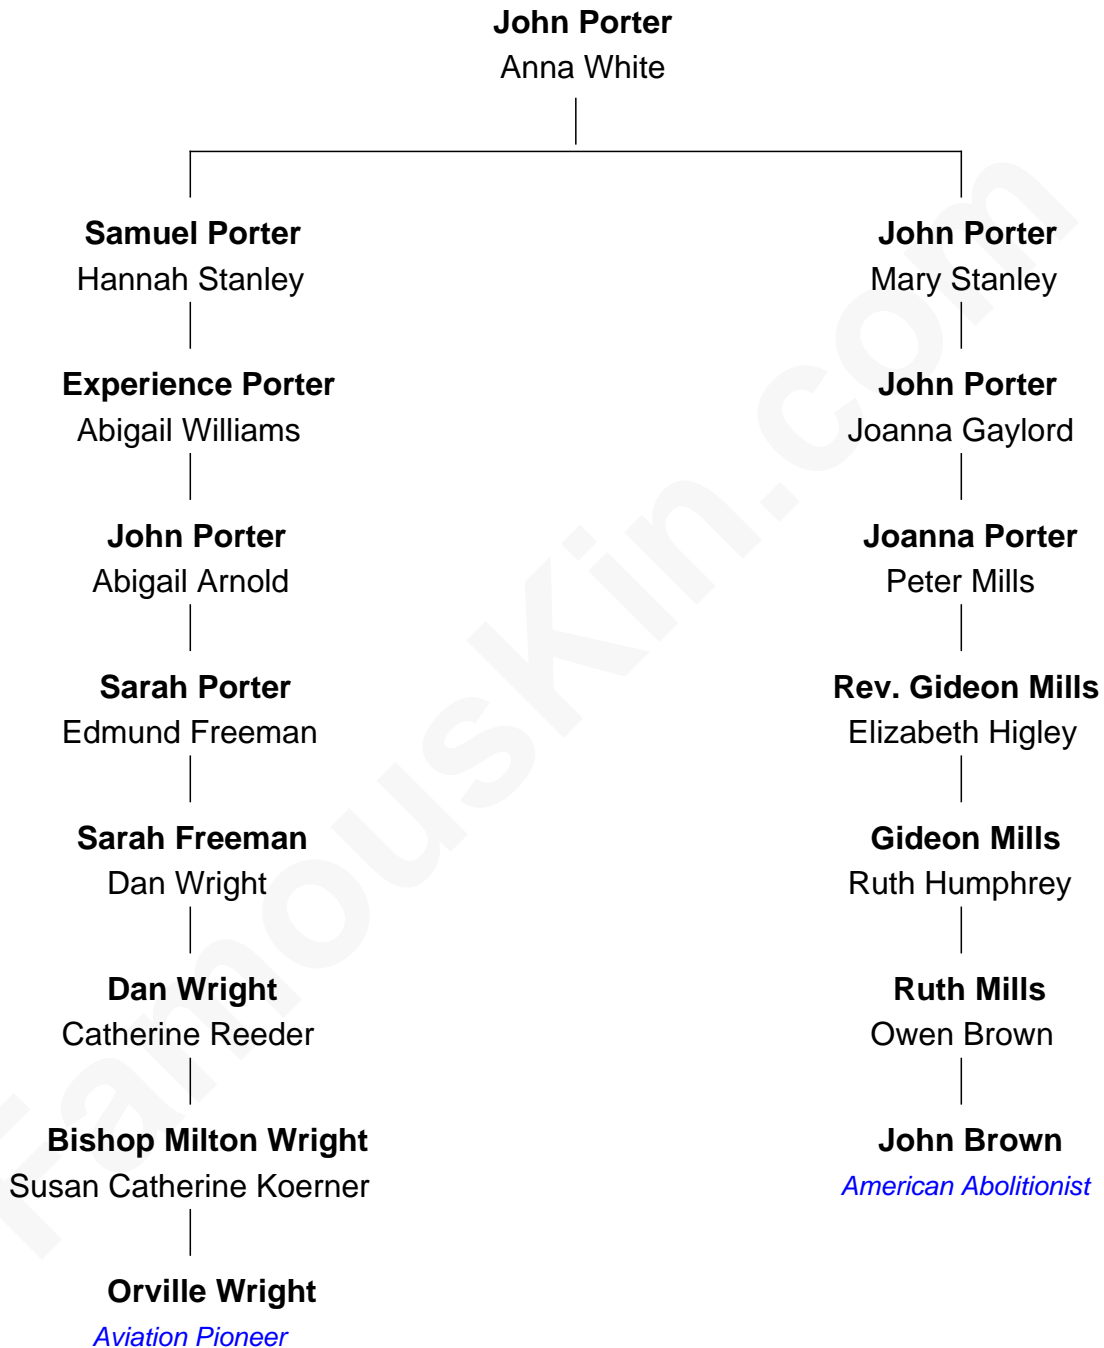 John Porter
Anna White
Samuel Porter
Hannah Stanley
John Porter
Mary Stanley
Experience Porter
Abigail Williams
John Porter
Joanna Gaylord
John Porter
Abigail Arnold
Joanna Porter
Peter Mills
Sarah Porter
Edmund Freeman
Rev. Gideon Mills
Elizabeth Higley
Sarah Freeman
Dan Wright
Gideon Mills
Ruth Humphrey
Dan Wright
Catherine Reeder
Ruth Mills
Owen Brown
Bishop Milton Wright
Susan Catherine Koerner
John Brown
American Abolitionist
Orville Wright
Aviation Pioneer
FamousKin.com